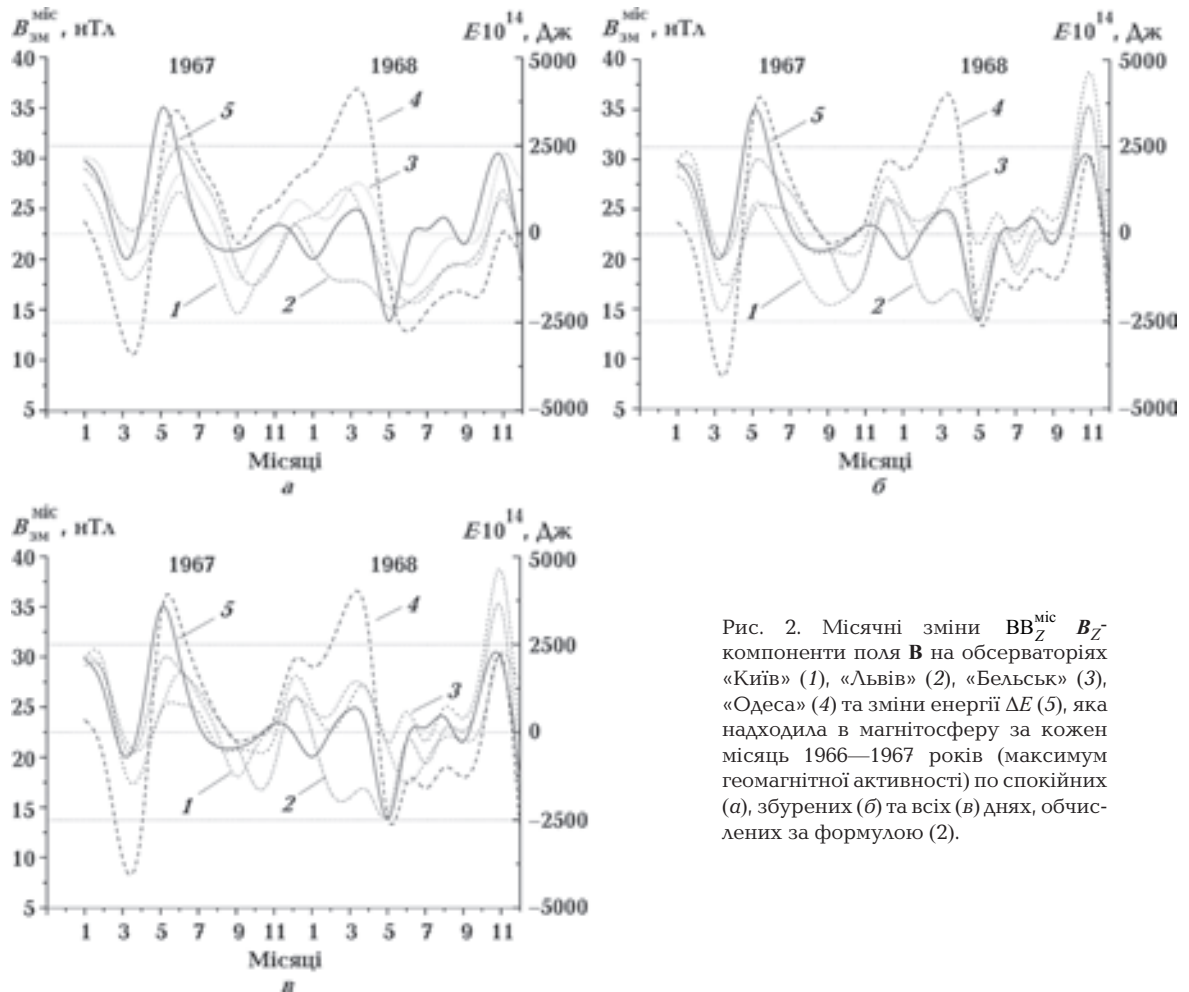 B зм міс , нТл E10 14 , Дж
1967 1968
40 5000
35
5
4
30 2500
3
25
0
20
1 2
15
−2500
10
5 −5000
1 3 5 7 9 11 1 3 5 7 9 11
Місяці
а
B зм міс , нТл E10 14 , Дж
1967 1968
40 5000
35
5
4
30 2500
3
25
0
20
1 2
15
−2500
10
5 −5000
1 3 5 7 9 11 1 3 5 7 9 11
Місяці
б
B зм міс , нТл E10 14 , Дж
1967 1968
40 5000
35
5
4
30 2500
3
25
0
20
1 2
15
−2500
10
5 −5000
1 3 5 7 9 11 1 3 5 7 9 11
Місяці
в
Рис. 2. Місячні зміни BB Z міс B Z-
компоненти поля B на обсерваторіях
«Київ» (1), «Львів» (2), «Бельськ» (3),
«Одеса» (4) та зміни енергії ΔE (5), яка
надходила в магнітосферу за кожен
місяць 1966—1967 років (максимум
геомагнітної активності) по спокійних
(а), збурених (б) та всіх (в) днях, обчис-
лених за формулою (2).